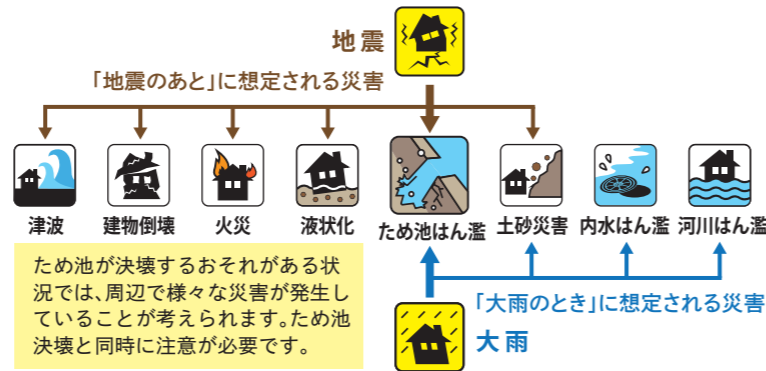 地震
「地震のあと」に想定される災害
津波
建物倒壊
火災
液状化
ため池はん濫
土砂災害
内水はん濫
河川はん濫
ため池が決壊するおそれがある状
況では、周辺で様々な災害が発生し
ていることが考えられます。ため池
決壊と同時に注意が必要です。
「大雨のとき」に想定される災害
大雨